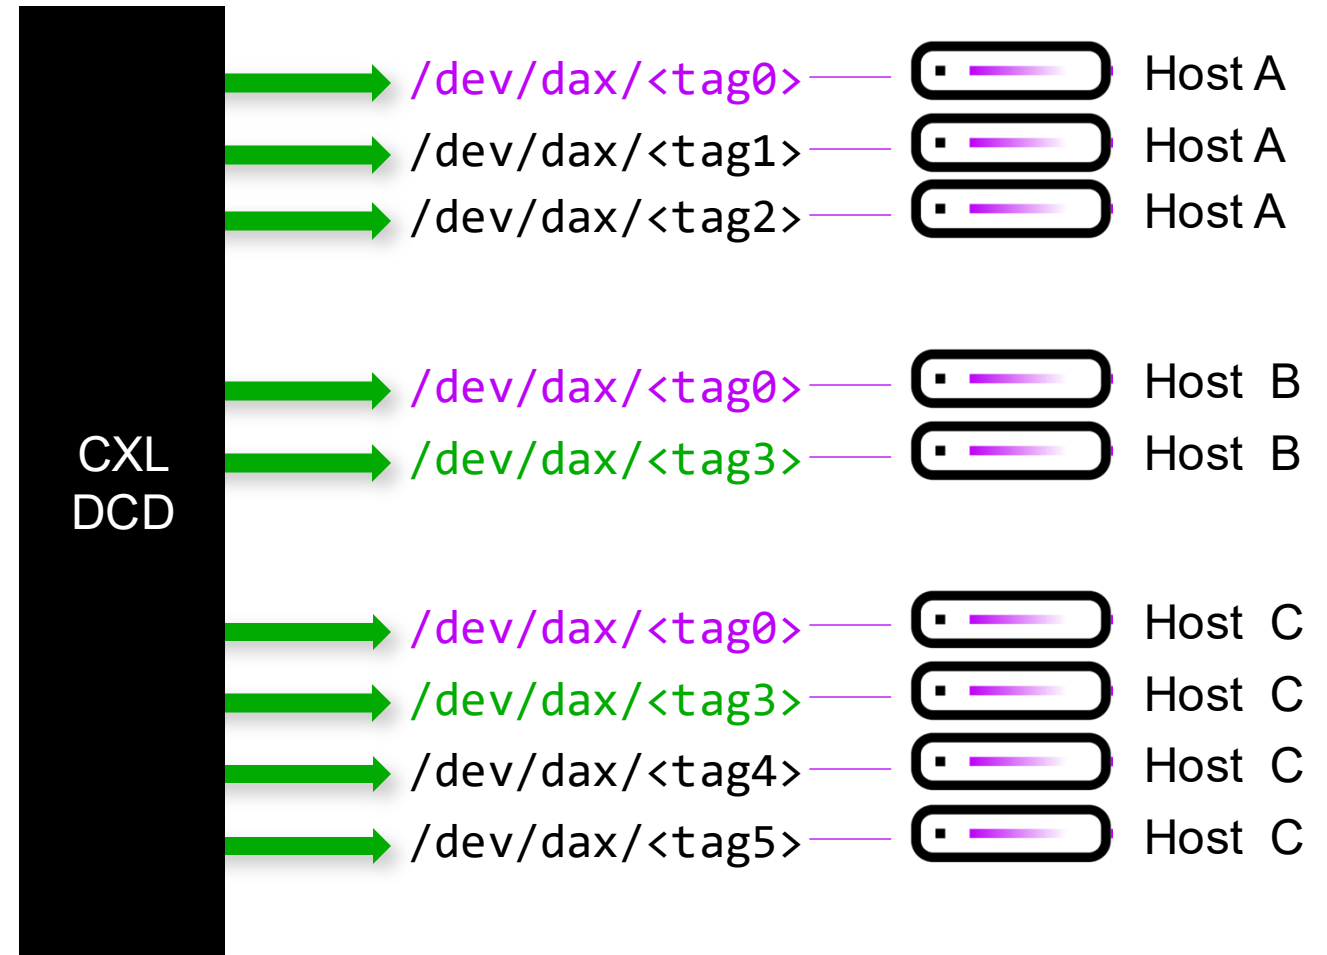 /dev/dax/<tag0> Host A
/dev/dax/<tag1> Host A
/dev/dax/<tag2> Host A
/dev/dax/<tag0> Host B
CXL
DCD
/dev/dax/<tag3> Host B
/dev/dax/<tag0> Host C
/dev/dax/<tag3> Host C
/dev/dax/<tag4> Host C
/dev/dax/<tag5> Host C